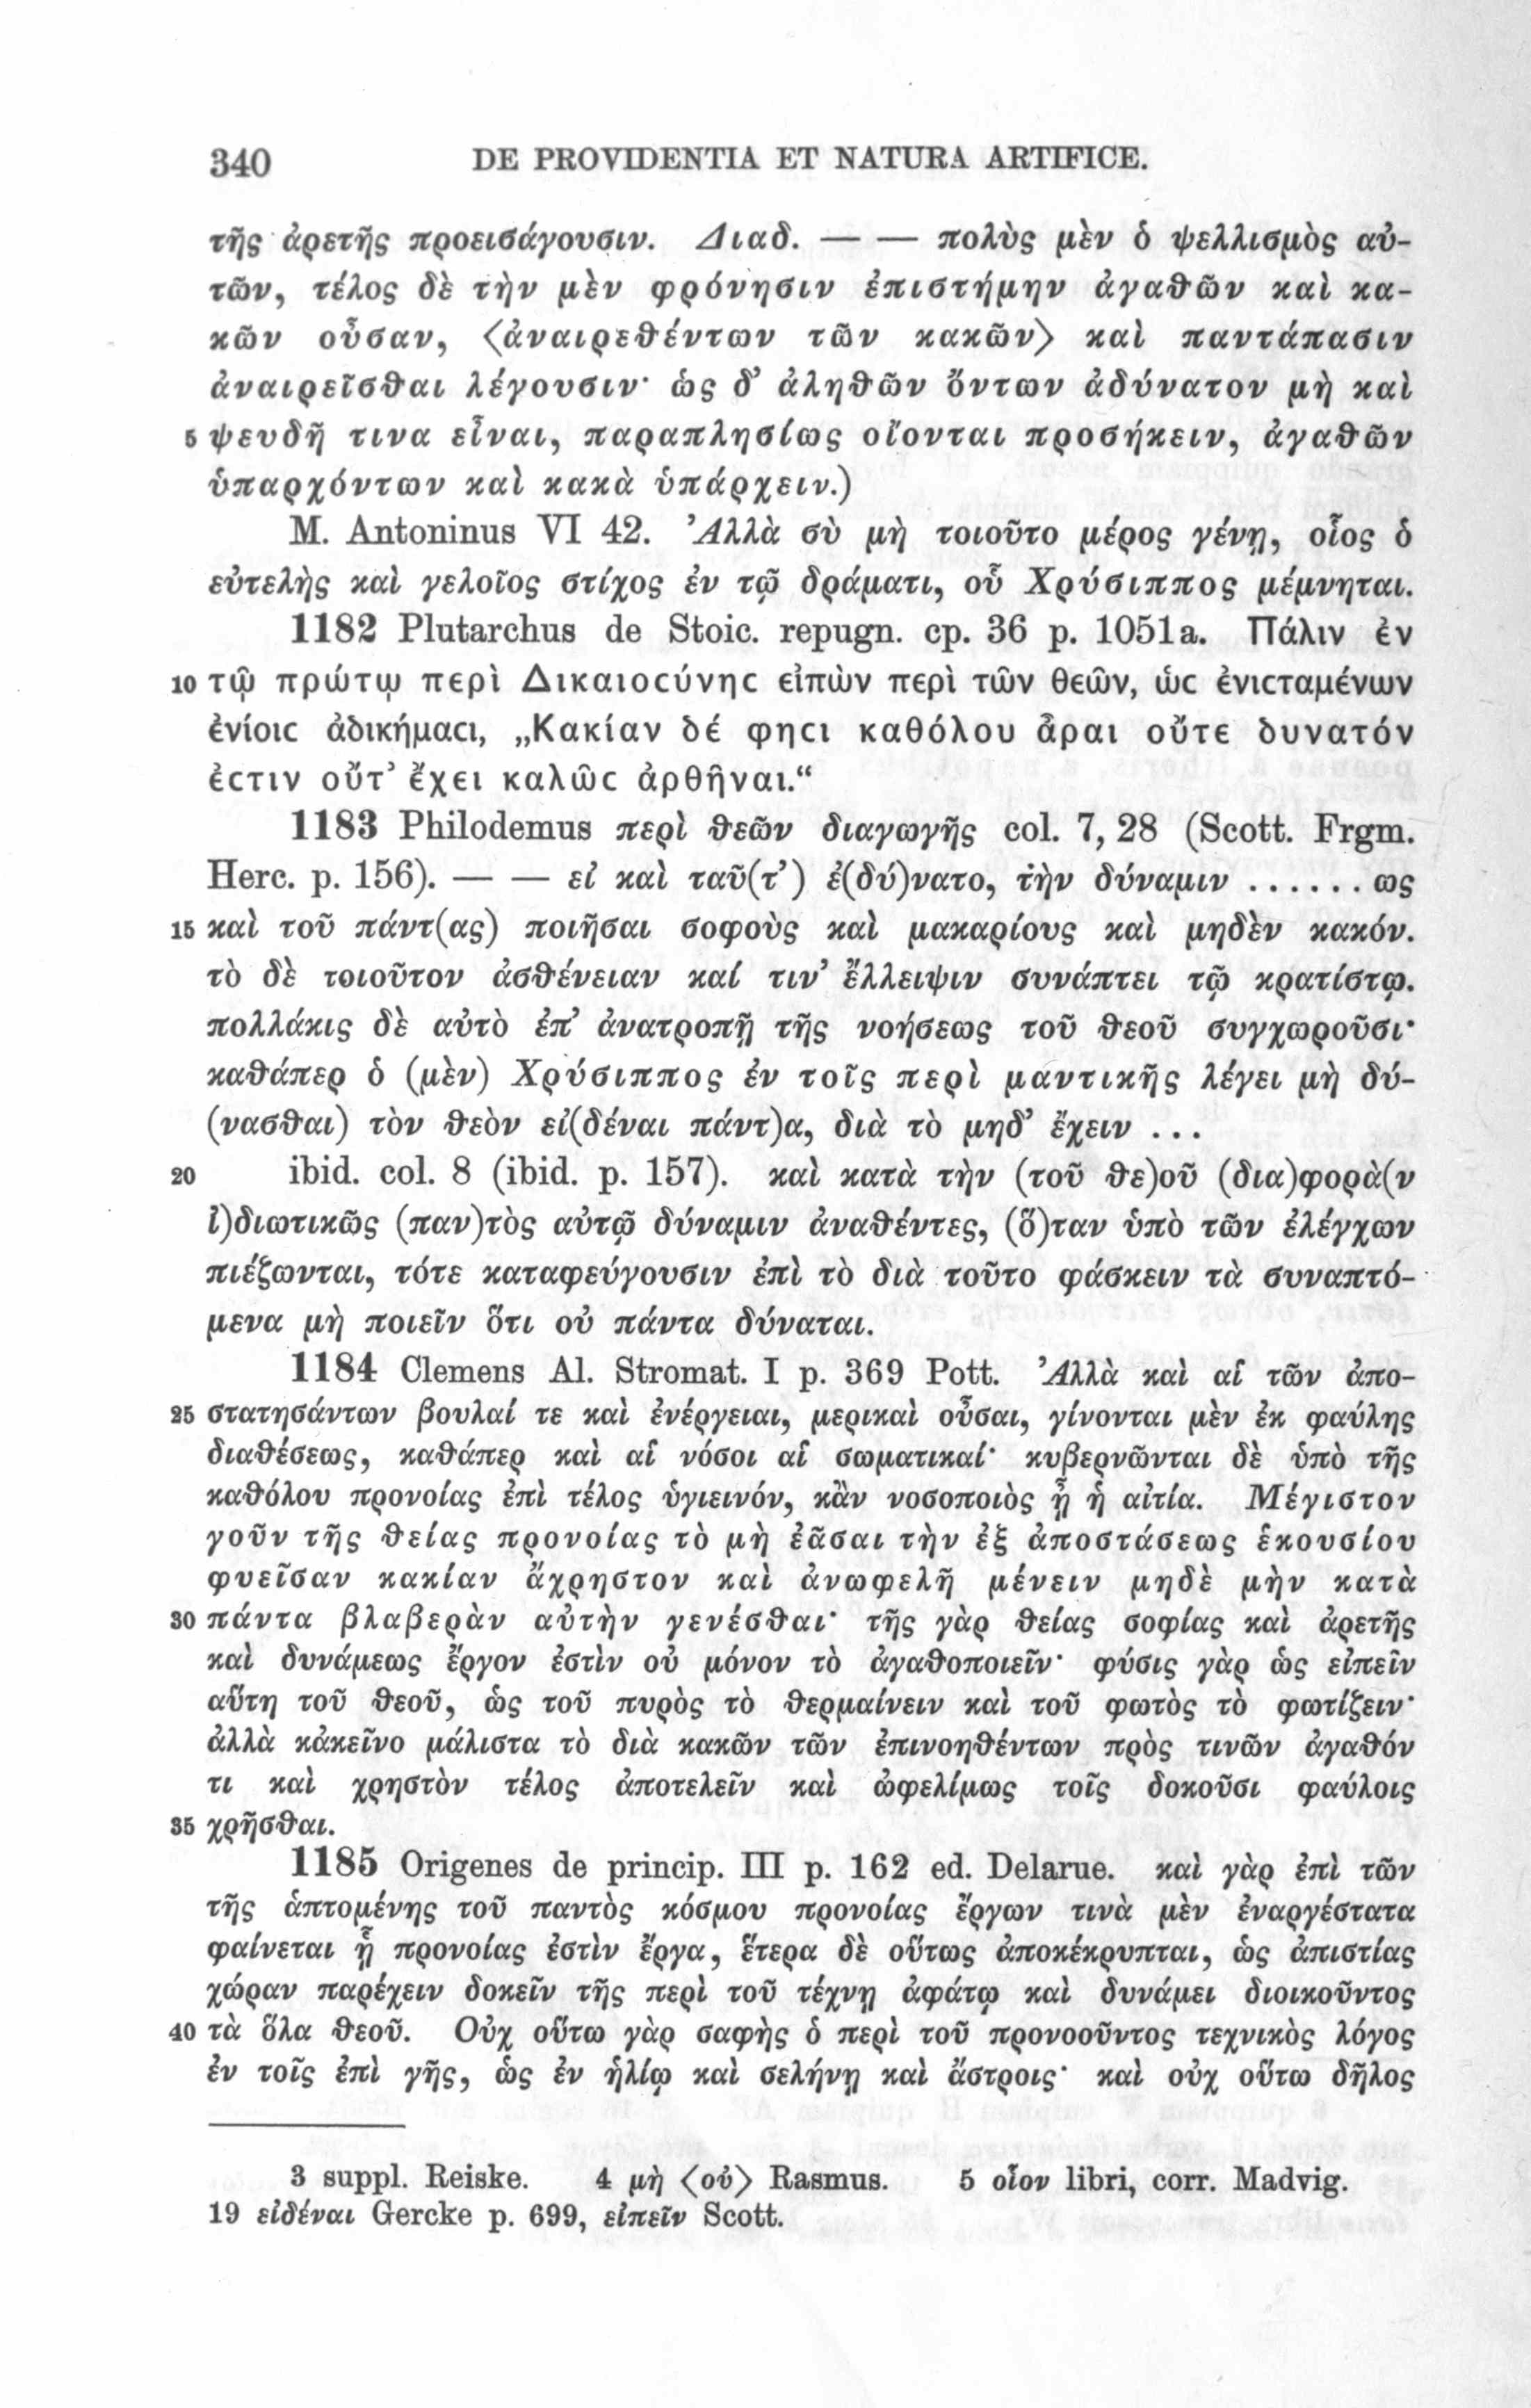 340 DE PROVIDENTIA ET NATURA ARTIFICE.
τῆς ἀρετῆς προεισάγουσιν. Διαδ. — — πολὺς μὲν ὁ ψελλισμὸς αὐ-
τῶν, τέλος δὲ τὴν μὲν φρόνησιν ἐπιστήμην ἀγαθῶν καὶ κα-
κῶν οὖσαν, ⟨ἀναιρεθέντων τῶν κακῶν⟩ καὶ παντάπασιν
ἀναιρεῖσθαι λέγουσιν· ὡς δ' ἀληθῶν ὄντων ἀδύνατον μὴ καὶ
5 ψευδῆ τινα εἶναι, παραπλησίως οἴονται προσήκειν, ἀγαθῶν
ὑπαρχόντων καὶ κακὰ ὑπάρχειν.)
M. Antoninus VI 42. Ἀλλὰ σὺ μὴ τοιοῦτο μέρος γένῃ, οἷος ὁ
εὐτελὴς καὶ γελοῖος στίχος ἐν τῷ δράματι, οὗ Χρύσιππος μέμνηται.
1182 Plutarchus de Stoic. repugn. cp. 36 p. 1051a. Πάλιν ἐν
10 τῷ πρώτῳ περὶ Δικαιοcύνηc εἰπὼν περὶ τῶν θεῶν, ὡc ἐνιcταμένων
ἐνίοιc ἀδικήμαcι, „Κακίαν δέ φηcι καθόλου ἆραι οὔτε δυνατόν
ἐcτιν οὔτ' ἔχει καλῶc ἀρθῆναι.“
1183 Philodemus περὶ θεῶν διαγωγῆς col. 7, 28 (Scott. Frgm.
Herc. p. 156). — — εἰ καὶ ταῦ(τ') ἐ(δύ)νατο, τὴν δύναμιν ...... ως
15 καὶ τοῦ πάντ(ας) ποιῆσαι σοφοὺς καὶ μακαρίους καὶ μηδὲν κακόν.
τὸ δὲ τοιοῦτον ἀσθένειαν καί τιν' ἔλλειψιν συνάπτει τῷ κρατίστῳ.
πολλάκις δὲ αὐτὸ ἐπ' ἀνατροπῇ τῆς νοήσεως τοῦ θεοῦ συγχωροῦσι·
καθάπερ ὁ (μὲν) Χρύσιππος ἐν τοῖς περὶ μαντικῆς λέγει μὴ δύ-
(νασθαι) τὸν θεὸν εἰ(δέναι πάντ)α, διὰ τὸ μηδ' ἔχειν ...
20 ibid. col. 8 (ibid. p. 157). καὶ κατὰ τὴν (τοῦ θε)οῦ (δια)φορὰ(ν
ἰ)διωτικῶς (παν)τὸς αὐτῷ δύναμιν ἀναθέντες, (ὅ)ταν ὑπὸ τῶν ἐλέγχων
πιέζωνται, τότε καταφεύγουσιν ἐπὶ τὸ διὰ τοῦτο φάσκειν τὰ συναπτό-
μενα μὴ ποιεῖν ὅτι οὐ πάντα δύναται.
1184 Clemens Al. Stromat. I p. 369 Pott. Ἀλλὰ καὶ αἱ τῶν ἀπο-
25 στατησάντων βουλαί τε καὶ ἐνέργειαι, μερικαὶ οὖσαι, γίνονται μὲν ἐκ φαύλης
διαθέσεως, καθάπερ καὶ αἱ νόσοι αἱ σωματικαί· κυβερνῶνται δὲ ὑπὸ τῆς
καθόλου προνοίας ἐπὶ τέλος ὑγιεινόν, κἂν νοσοποιὸς ᾖ ἡ αἰτία. Μέγιστον
γοῦν τῆς θείας προνοίας τὸ μὴ ἐᾶσαι τὴν ἐξ ἀποστάσεως ἑκουσίου
φυεῖσαν κακίαν ἄχρηστον καὶ ἀνωφελῆ μένειν μηδὲ μὴν κατὰ
30 πάντα βλαβερὰν αὐτὴν γενέσθαι· τῆς γὰρ θείας σοφίας καὶ ἀρετῆς
καὶ δυνάμεως ἔργον ἐστὶν οὐ μόνον τὸ ἀγαθοποιεῖν· φύσις γὰρ ὡς εἰπεῖν
αὕτη τοῦ θεοῦ, ὡς τοῦ πυρὸς τὸ θερμαίνειν καὶ τοῦ φωτὸς τὸ φωτίζειν·
ἀλλὰ κἀκεῖνο μάλιστα τὸ διὰ κακῶν τῶν ἐπινοηθέντων πρὸς τινῶν ἀγαθόν
τι καὶ χρηστὸν τέλος ἀποτελεῖν καὶ ὠφελίμως τοῖς δοκοῦσι φαύλοις
35 χρῆσθαι.
1185 Origenes de princip. III p. 162 ed. Delarue. καὶ γὰρ ἐπὶ τῶν
τῆς ἁπτομένης τοῦ παντὸς κόσμου προνοίας ἔργων τινὰ μὲν ἐναργέστατα
φαίνεται ᾗ προνοίας ἐστὶν ἔργα, ἕτερα δὲ οὕτως ἀποκέκρυπται, ὡς ἀπιστίας
χώραν παρέχειν δοκεῖν τῆς περὶ τοῦ τέχνῃ ἀφάτῳ καὶ δυνάμει διοικοῦντος
40 τὰ ὅλα θεοῦ. Οὐχ οὕτω γὰρ σαφὴς ὁ περὶ τοῦ προνοοῦντος τεχνικὸς λόγος
ἐν τοῖς ἐπὶ γῆς, ὡς ἐν ἡλίῳ καὶ σελήνῃ καὶ ἄστροις· καὶ οὐχ οὕτω δῆλος
3 suppl. Reiske. 4 μὴ ⟨οὐ⟩ Rasmus. 5 οἷον libri, corr. Madvig.
19 εἰδέναι Gercke p. 699, εἰπεῖν Scott.